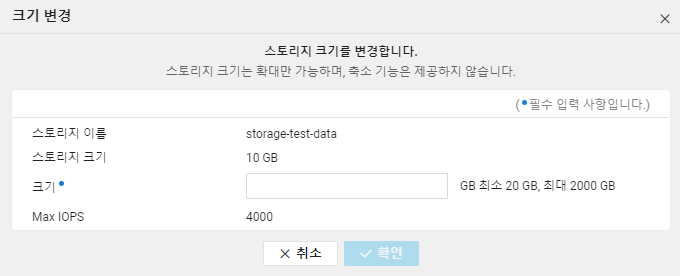 크기 변경
스토리지 크기를 변경합니다.
스토리지 크기는 확대만 가능하며, 축소 기능은 제공하지 않습니다.
(●필수 입력 사항입니다.)
스토리지 이름 storage-test-data
스토리지 크기 10 GB
크기● GB 최소 20 GB, 최대 2000 GB
Max IOPS 4000
취소 확인